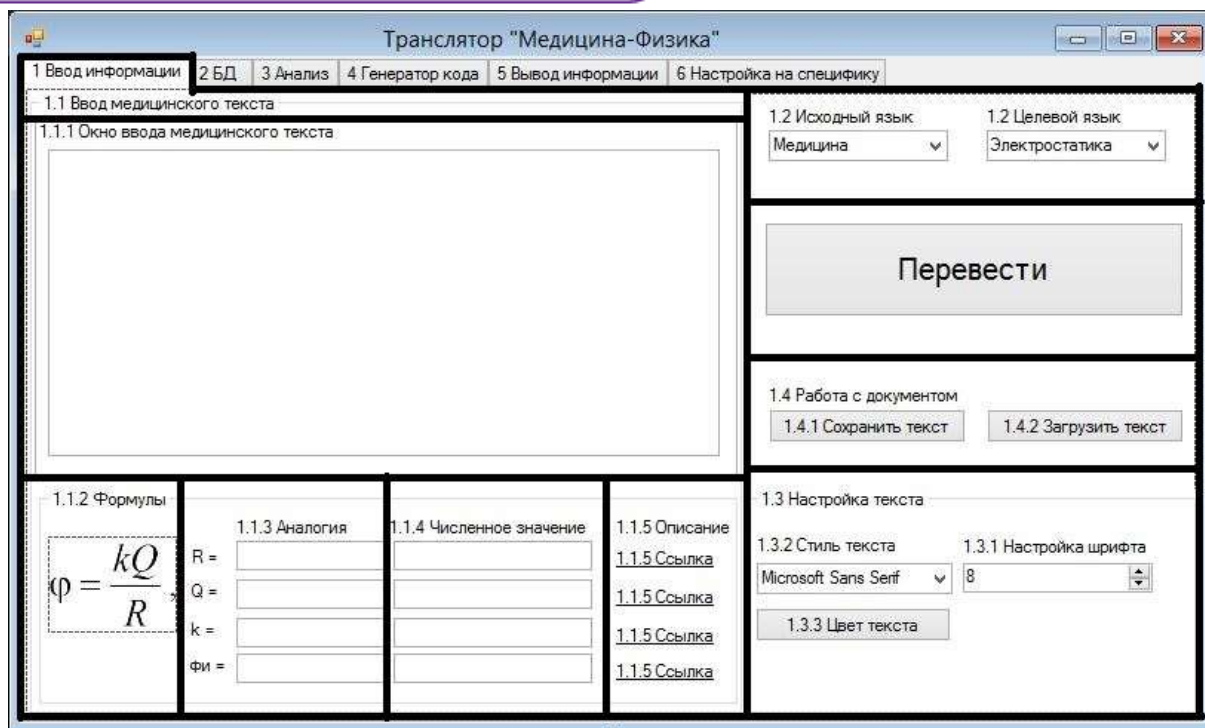 Транслятор "Медицина-Физика"
1 Ввод информации 2 БД 3 Анализ 4 Генератор кода 5 Вывод информации 6 Настройка на специфику
1.1 Ввод медицинского текста
1.1.1 Окно ввода медицинского текста
1.2 Исходный язык 1.2 Целевой язык
Медицина Электростатика
Перевести
1.4 Работа с документом
1.4.1 Сохранить текст 1.4.2 Загрузить текст
1.1.2 Формулы
φ = kQ/R ,
1.1.3 Аналогия 1.1.4 Численное значение 1.1.5 Описание
R = 1.1.5 Ссылка
Q = 1.1.5 Ссылка
k = 1.1.5 Ссылка
фи = 1.1.5 Ссылка
1.3 Настройка текста
1.3.2 Стиль текста 1.3.1 Настройка шрифта
Microsoft Sans Serif 8
1.3.3 Цвет текста